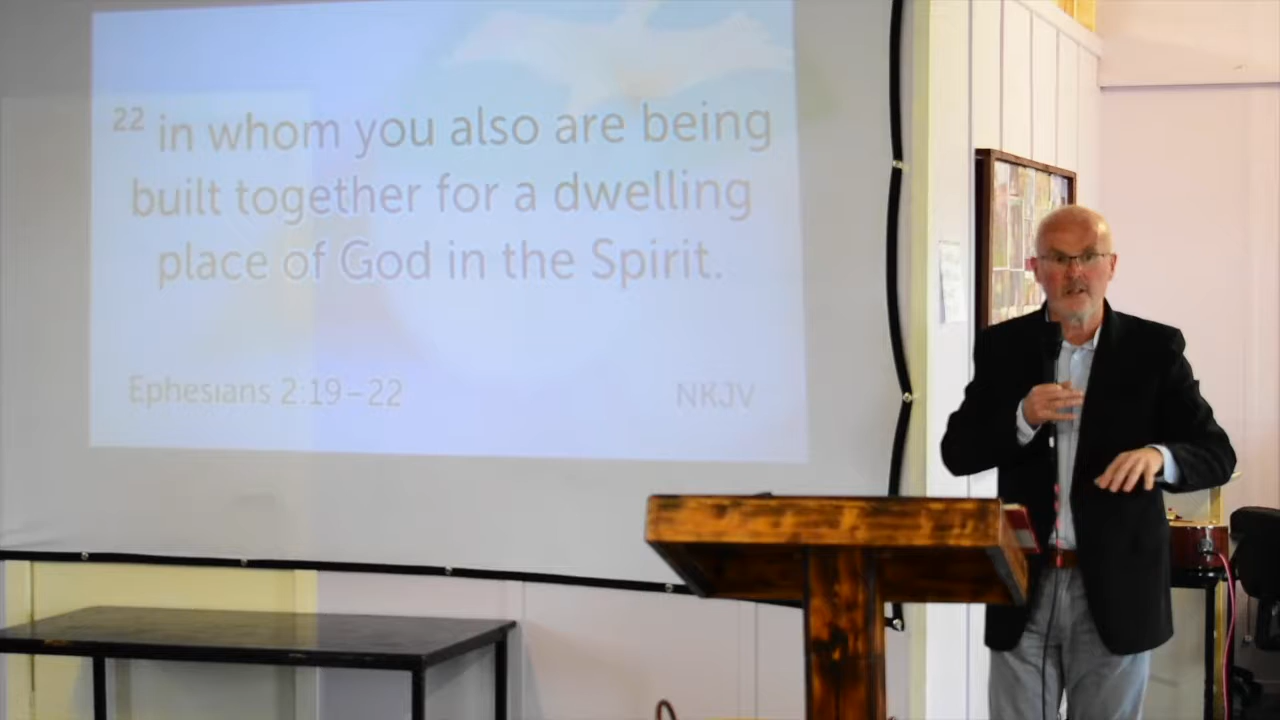 22 in whom you also are being
built together for a dwelling
place of God in the Spirit.
Ephesians 2:19–22 NKJV